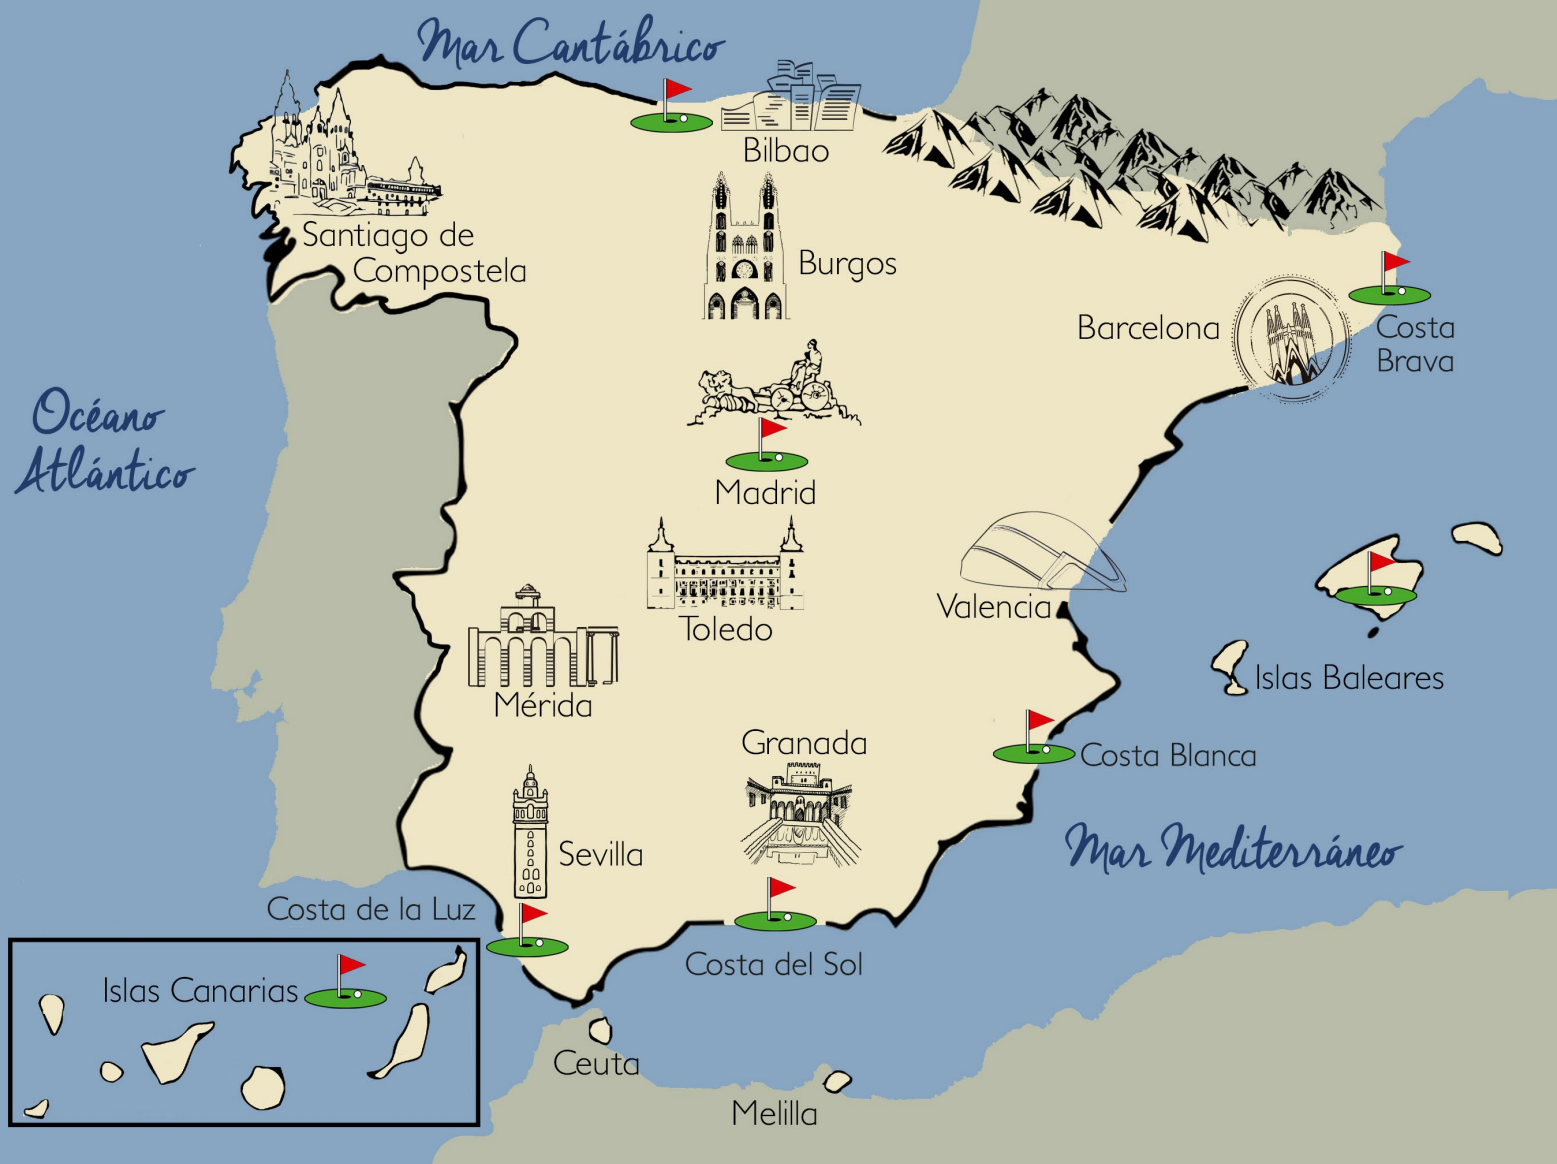 Mar Cantábrico
Bilbao
Santiago de
Compostela
Burgos
Barcelona
Costa
Brava
Océano
Atlántico
Madrid
Valencia
Toledo
Islas Baleares
Mérida
Granada
Costa Blanca
Mar Mediterráneo
Sevilla
Costa de la Luz
Costa del Sol
Islas Canarias
Ceuta
Melilla